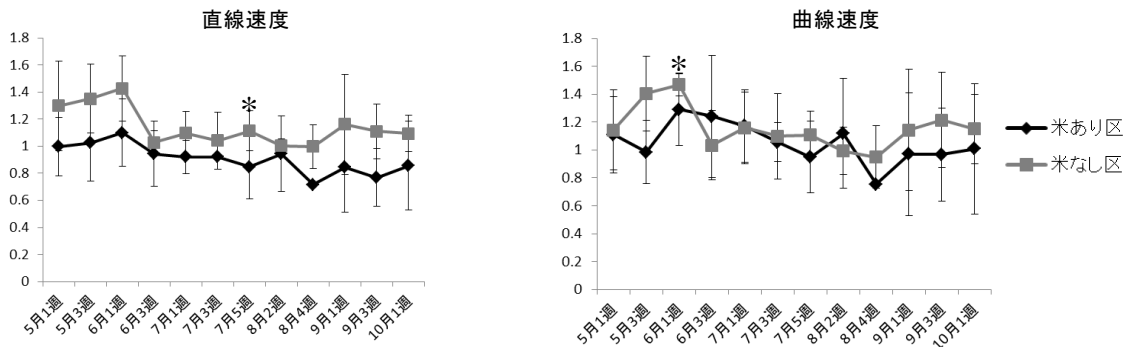 直線速度
1.8
1.6
1.4
1.2
1
0.8
0.6
0.4
0.2
0
*
5月1週
5月3週
6月1週
6月3週
7月1週
7月3週
7月5週
8月2週
8月4週
9月1週
9月3週
10月1週
曲線速度
1.8
1.6
1.4
1.2
1
0.8
0.6
0.4
0.2
0
*
5月1週
5月3週
6月1週
6月3週
7月1週
7月3週
7月5週
8月2週
8月4週
9月1週
9月3週
10月1週
米あり区
米なし区